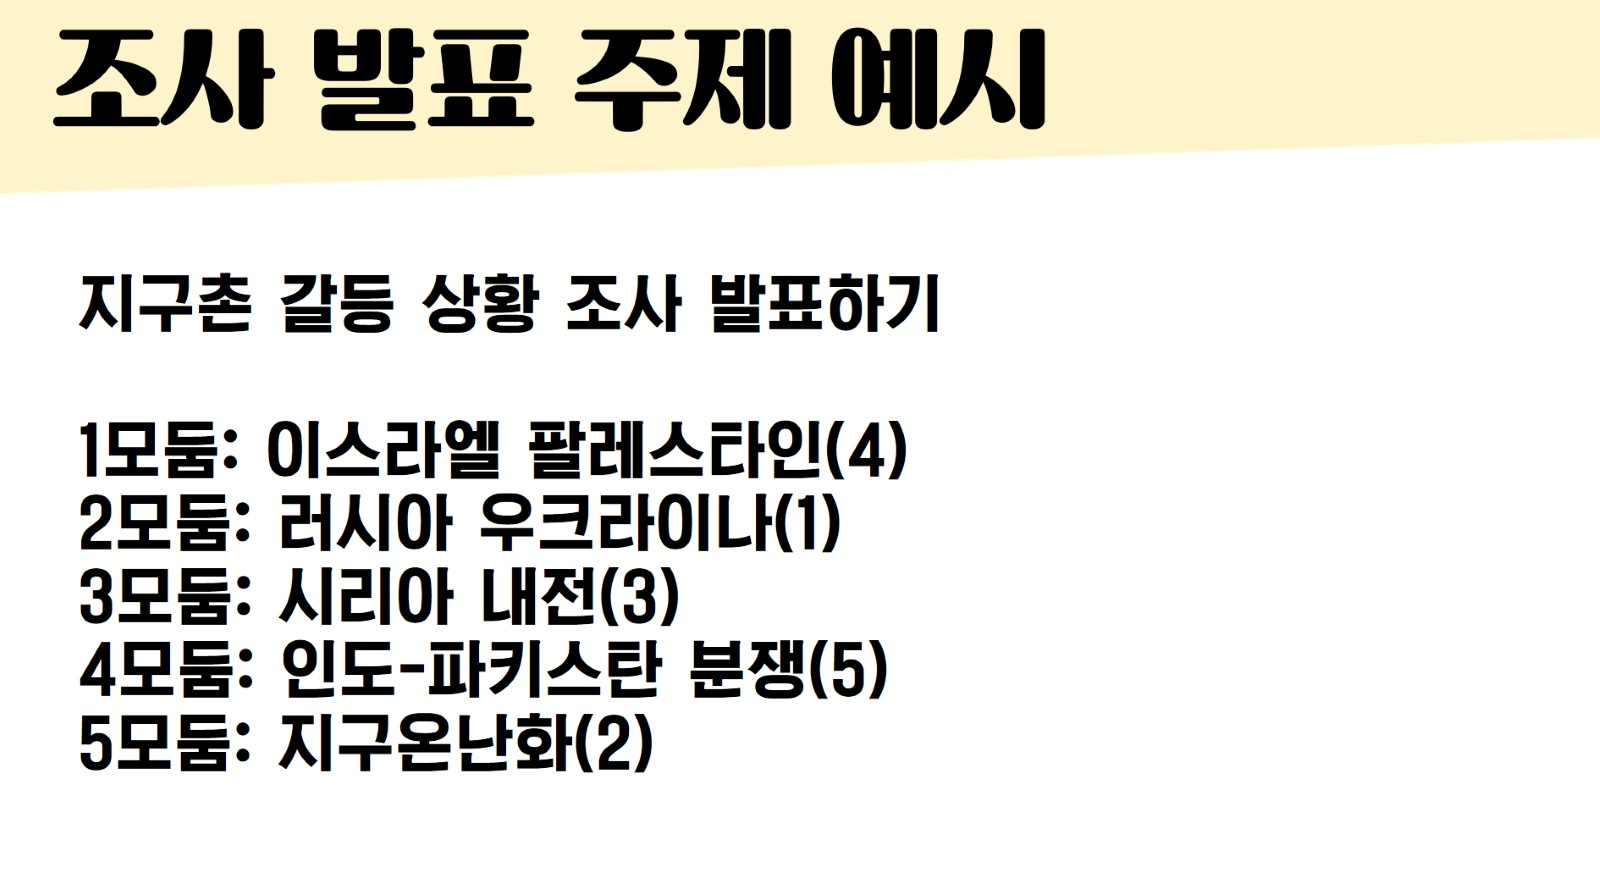 조사 발표 주제 예시
지구촌 갈등 상황 조사 발표하기
1모둠: 이스라엘 팔레스타인(4)
2모둠: 러시아 우크라이나(1)
3모둠: 시리아 내전(3)
4모둠: 인도-파키스탄 분쟁(5)
5모둠: 지구온난화(2)